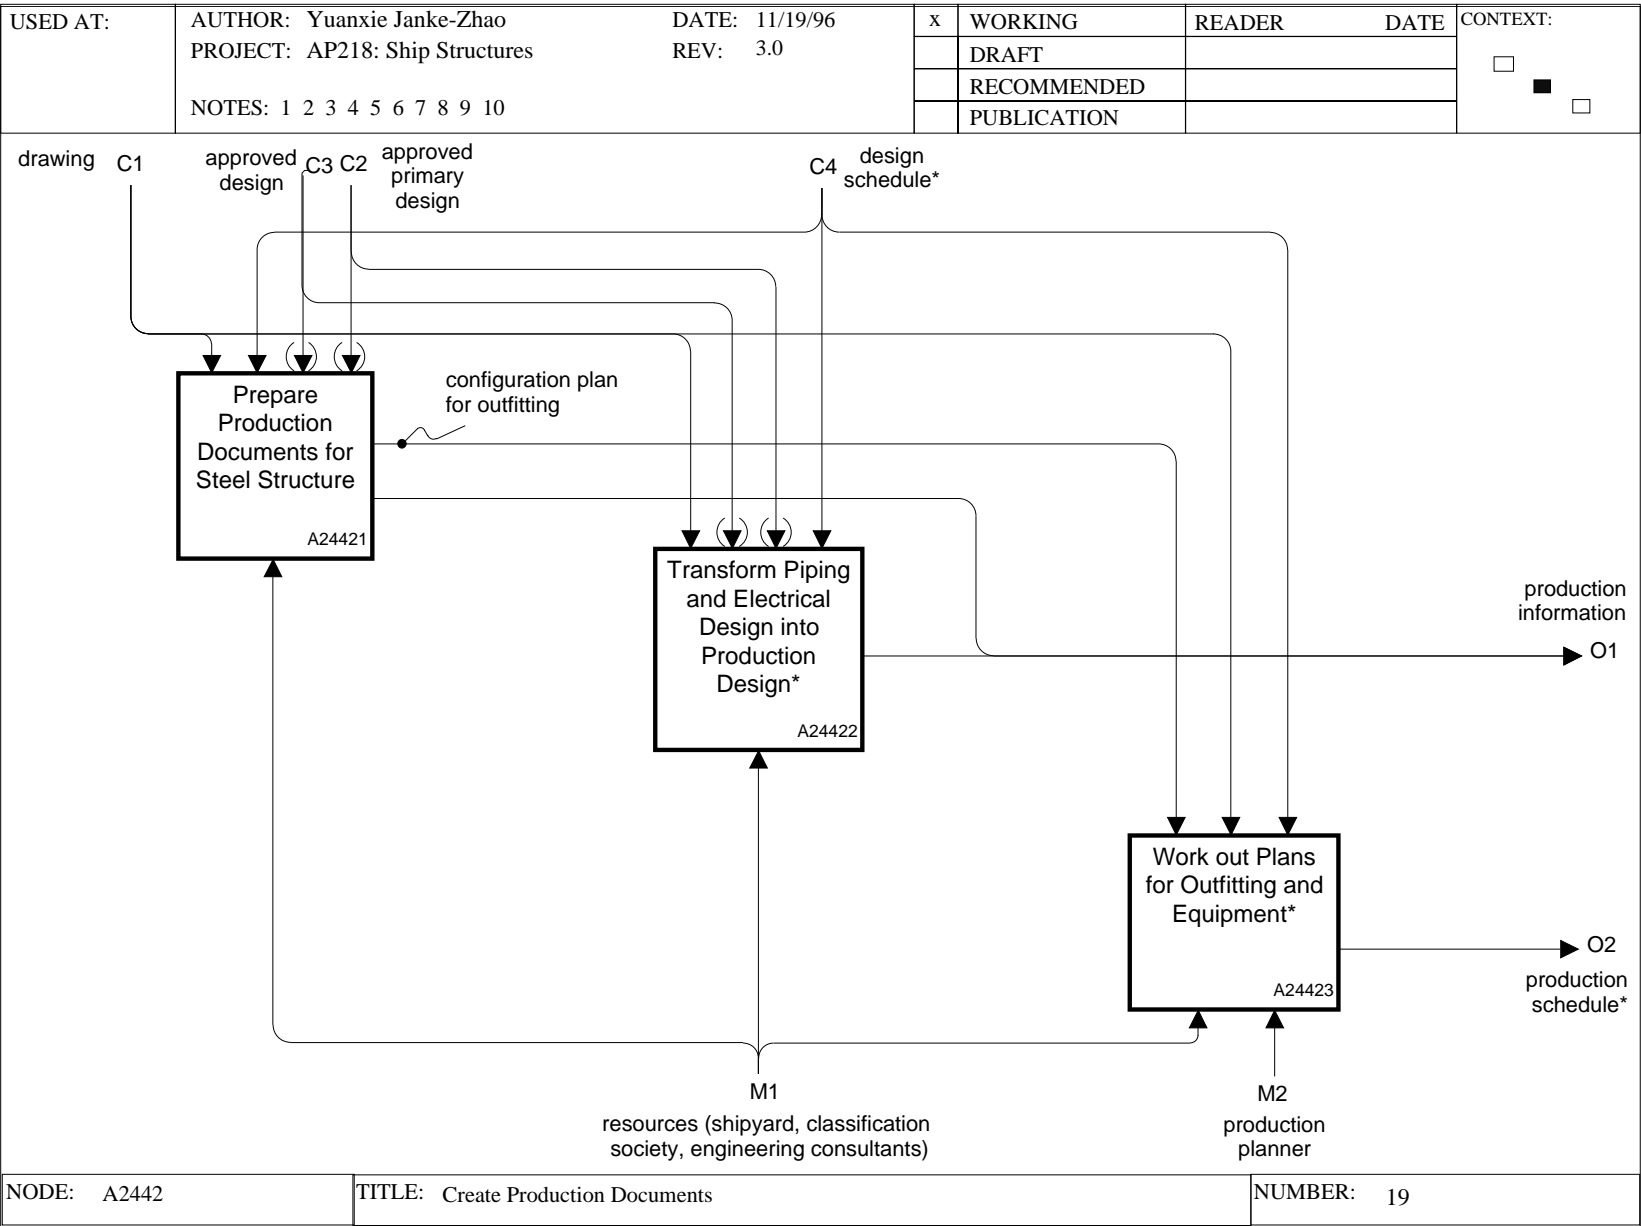 USED AT:
AUTHOR: Yuanxie Janke-Zhao
DATE: 11/19/96
PROJECT: AP218: Ship Structures
REV: 3.0
NOTES: 1 2 3 4 5 6 7 8 9 10
x WORKING
DRAFT
RECOMMENDED
PUBLICATION
READER DATE
CONTEXT:
drawing C1
approved
design
C3
C2
approved
primary
design
C4
design
schedule*
Prepare
Production
Documents for
Steel Structure
A24421
configuration plan
for outfitting
Transform Piping
and Electrical
Design into
Production
Design*
A24422
production
information
O1
Work out Plans
for Outfitting and
Equipment*
A24423
O2
production
schedule*
M1
resources (shipyard, classification
society, engineering consultants)
M2
production
planner
NODE: A2442
TITLE: Create Production Documents
NUMBER: 19